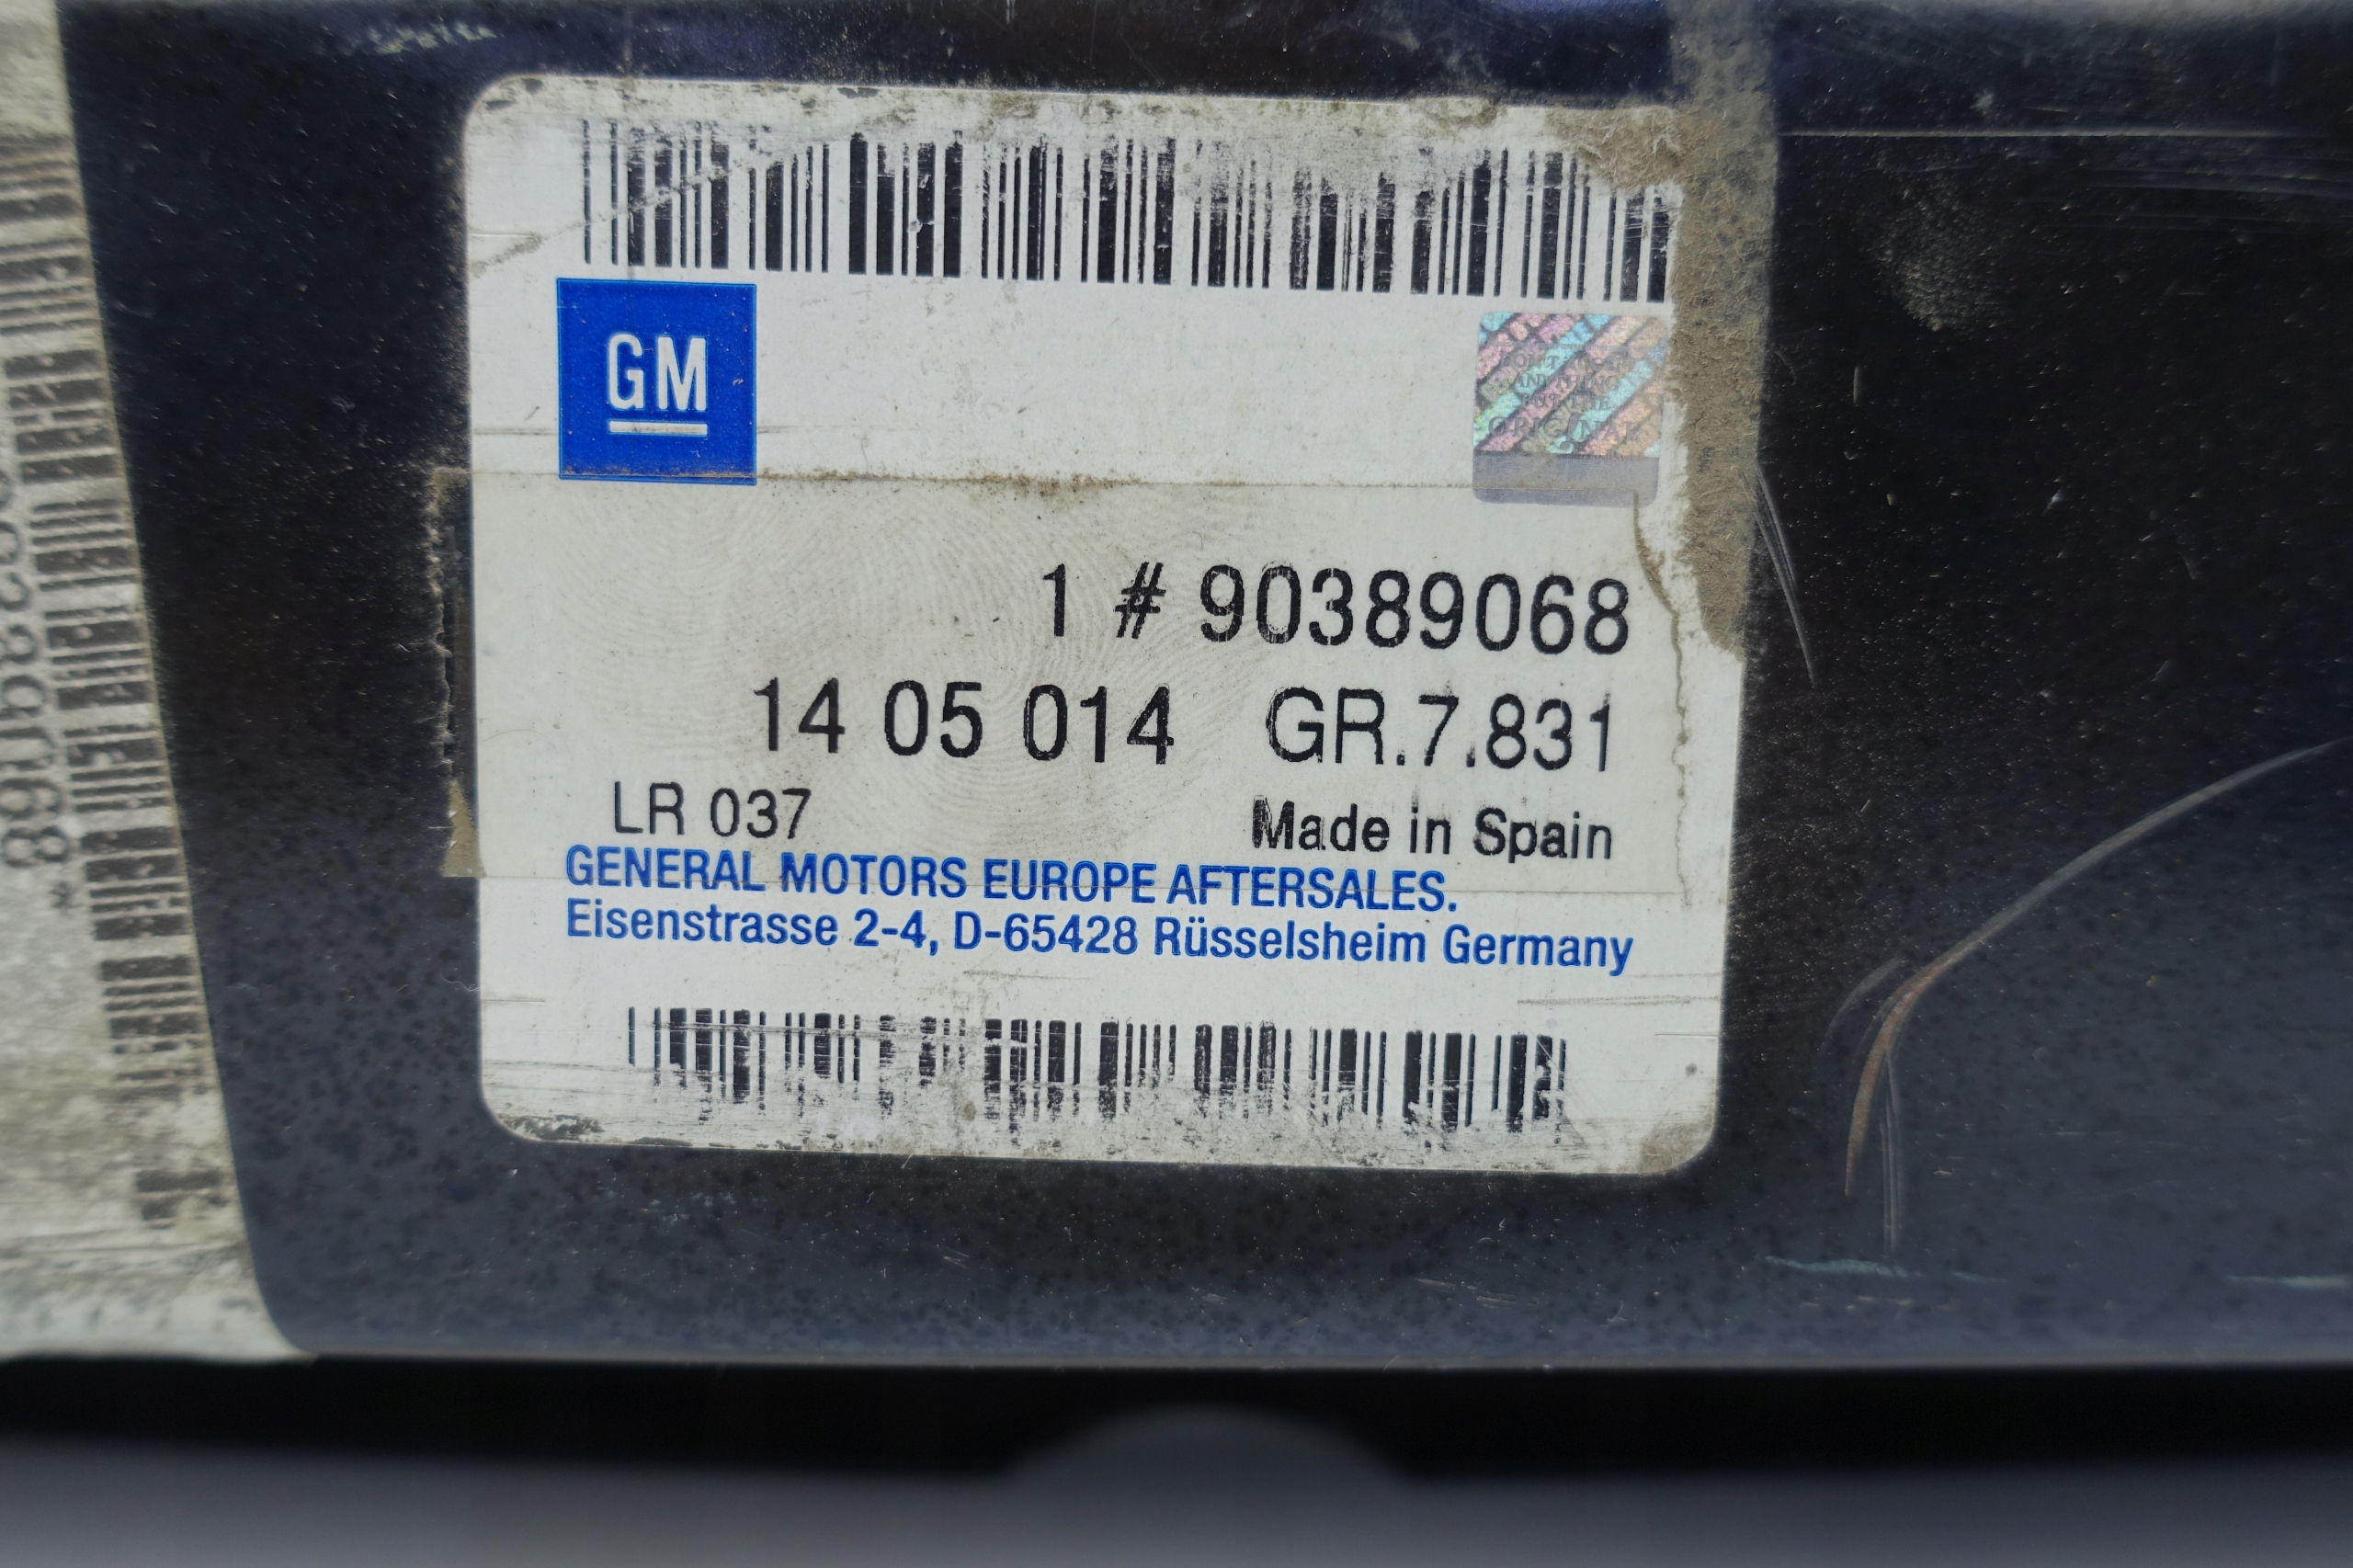 GM
ORIGINAL
1 # 90389068
14 05 014 GR.7.831
LR 037 Made in Spain
GENERAL MOTORS EUROPE AFTERSALES.
Eisenstrasse 2-4, D-65428 Rüsselsheim Germany